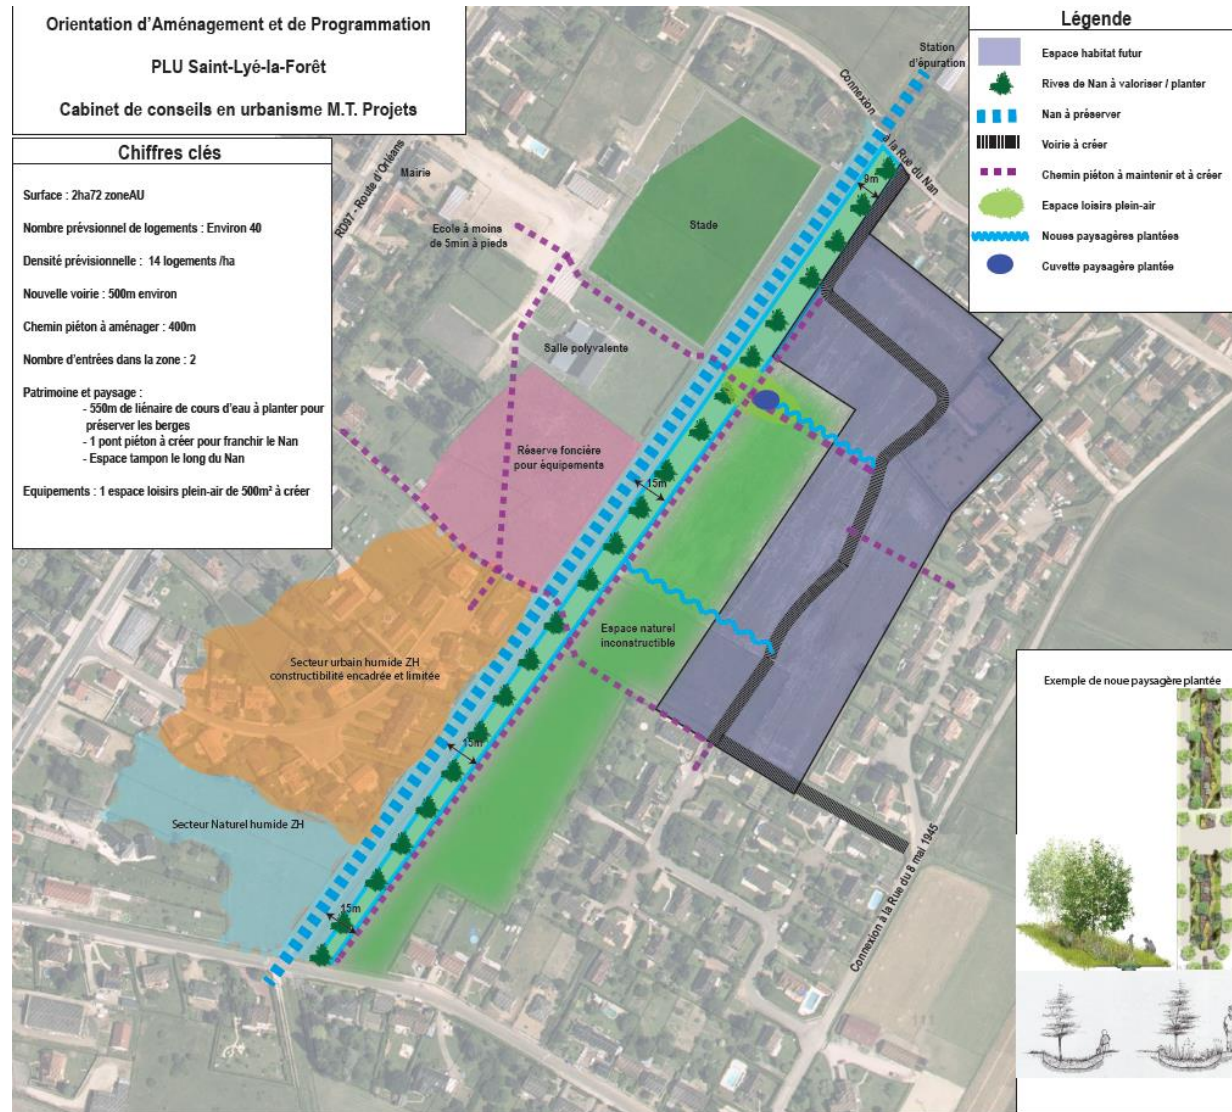 Orientation d'Aménagement et de Programmation
PLU Saint-Lyé-la-Forêt
Cabinet de conseils en urbanisme M.T. Projets
Chiffres clés
Surface : 2ha72 zoneAU
Nombre prévsionnel de logements : Environ 40
Densité prévisionnelle : 14 logements /ha
Nouvelle voirie : 500m environ
Chemin piéton à aménager : 400m
Nombre d'entrées dans la zone : 2
Patrimoine et paysage :
- 550m de liénaire de cours d'eau à planter pour
préserver les berges
- 1 pont piéton à créer pour franchir le Nan
- Espace tampon le long du Nan
Equipements : 1 espace loisirs plein-air de 500m² à créer
Légende
Espace habitat futur
Rives de Nan à valoriser / planter
Nan à préserver
Voirie à créer
Chemin piéton à maintenir et à créer
Espace loisirs plein-air
Noues paysagères plantées
Cuvette paysagère plantée
Station
d'épuration
Connexion
à la Rue du Nan
RD97 - Route d'Orléans
Mairie
Ecole à moins
de 5min à pieds
Stade
9m
Salle polyvalente
Réserve foncière
pour équipements
15m
Espace naturel
inconstructible
Secteur urbain humide ZH
constructibilité encadrée et limitée
15m
Secteur Naturel humide ZH
15m
Connexion à la Rue du 8 mai 1945
Exemple de noue paysagère plantée